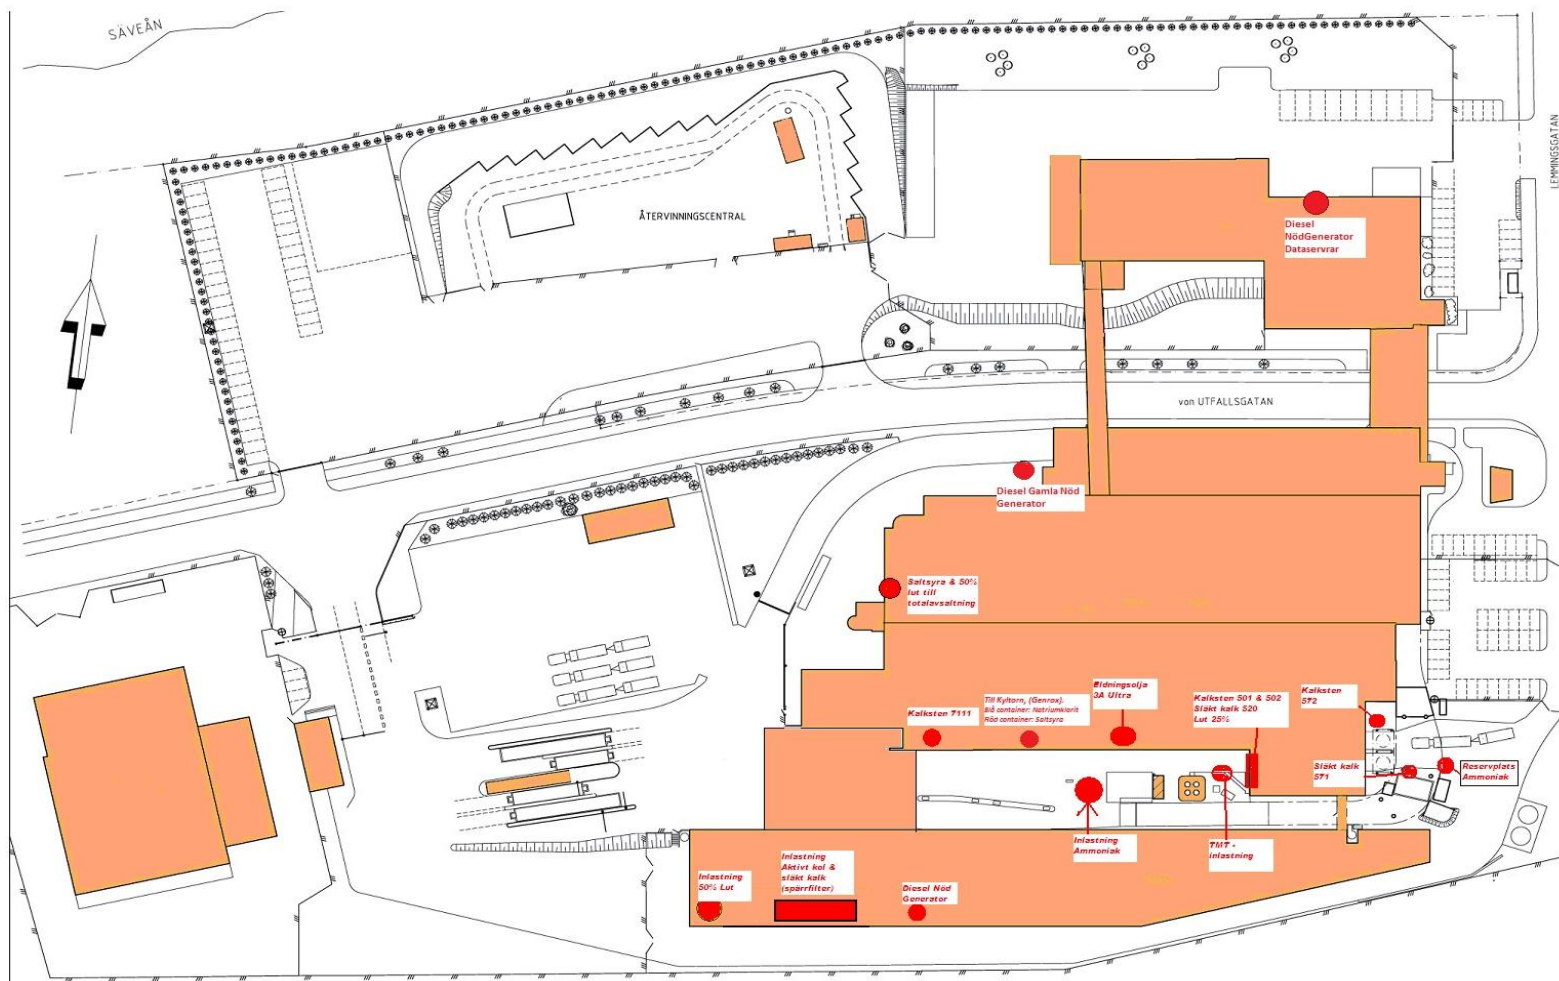 SÄVEÅN
LEMMINGSGATAN
ÅTERVINNINGSCENTRAL
Diesel
NödGenerator
Dataservrar
von UTFALLSGATAN
Diesel Gamla Nöd
Generator
Saltsyra & 50%
lut till
totalavsaltning
Kalksten 7111
Till Kyltorn, (Genrox).
Blå container: Natriumklorit
Röd container: Saltsyra
Eldningsolja
3A Ultra
Kalksten 501 & 502
Släkt kalk 520
Lut 25%
Kalksten
572
Släkt kalk
571
Reservplats
Ammoniak
Inlastning
Ammoniak
TMT -
inlastning
Inlastning
50% Lut
Inlastning
Aktivt kol &
släkt kalk
(spärrfilter)
Diesel Nöd
Generator